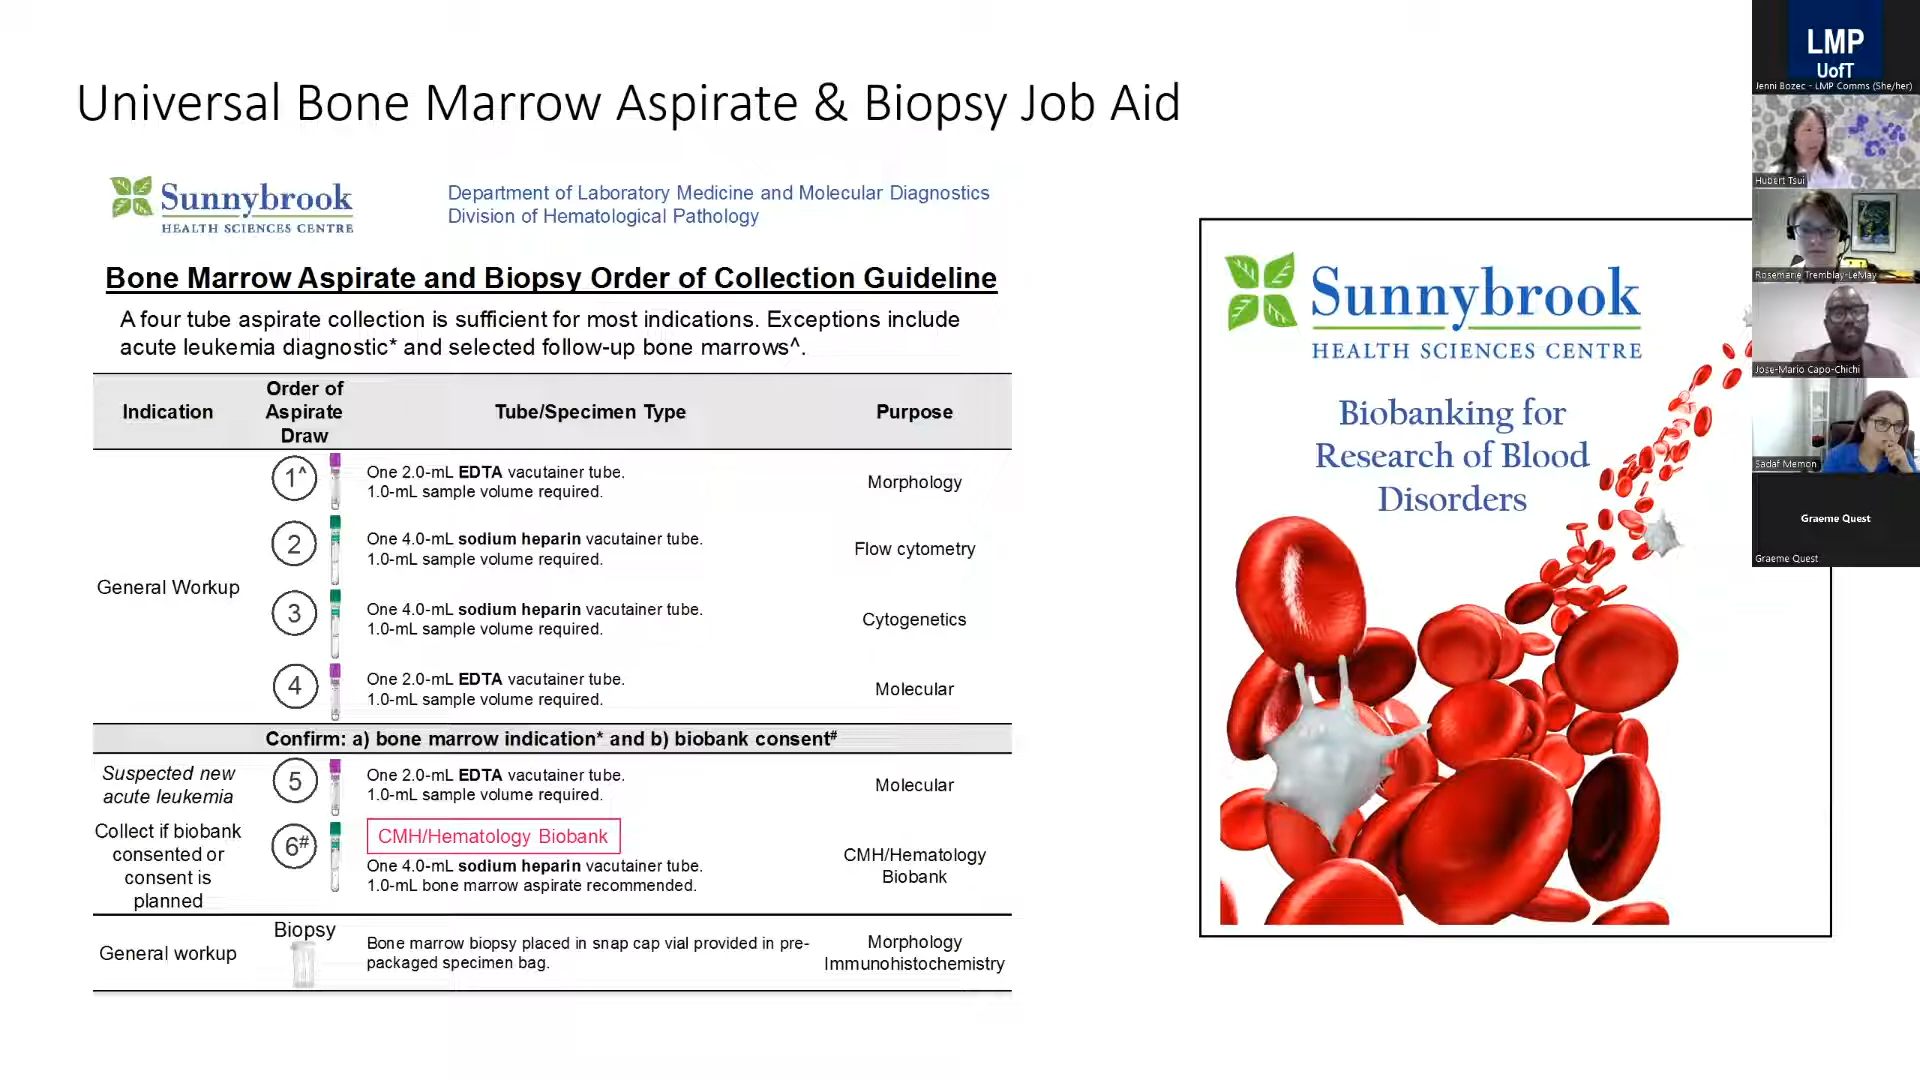 Universal Bone Marrow Aspirate & Biopsy Job Aid
Sunnybrook
HEALTH SCIENCES CENTRE
Department of Laboratory Medicine and Molecular Diagnostics
Division of Hematological Pathology
Bone Marrow Aspirate and Biopsy Order of Collection Guideline
A four tube aspirate collection is sufficient for most indications. Exceptions include
acute leukemia diagnostic* and selected follow-up bone marrows^.
Indication
Order of
Aspirate
Draw
Tube/Specimen Type
Purpose
General Workup
1^
One 2.0-mL EDTA vacutainer tube.
1.0-mL sample volume required.
Morphology
2
One 4.0-mL sodium heparin vacutainer tube.
1.0-mL sample volume required.
Flow cytometry
3
One 4.0-mL sodium heparin vacutainer tube.
1.0-mL sample volume required.
Cytogenetics
4
One 2.0-mL EDTA vacutainer tube.
1.0-mL sample volume required.
Molecular
Confirm: a) bone marrow indication* and b) biobank consent#
Suspected new
acute leukemia
5
One 2.0-mL EDTA vacutainer tube.
1.0-mL sample volume required.
Molecular
Collect if biobank
consented or
consent is
planned
6#
CMH/Hematology Biobank
One 4.0-mL sodium heparin vacutainer tube.
1.0-mL bone marrow aspirate recommended.
CMH/Hematology
Biobank
General workup
Biopsy
Bone marrow biopsy placed in snap cap vial provided in pre-
packaged specimen bag.
Morphology
Immunohistochemistry
Sunnybrook
HEALTH SCIENCES CENTRE
Biobanking for
Research of Blood
Disorders
LMP
UofT
Jenni Bozec - LMP Comms (She/her)
Hubert Tsui
Rosemarie Tremblay-LeMay
Jose-Mario Capo-Chichi
Sadaf Memon
Graeme Quest
Graeme Quest